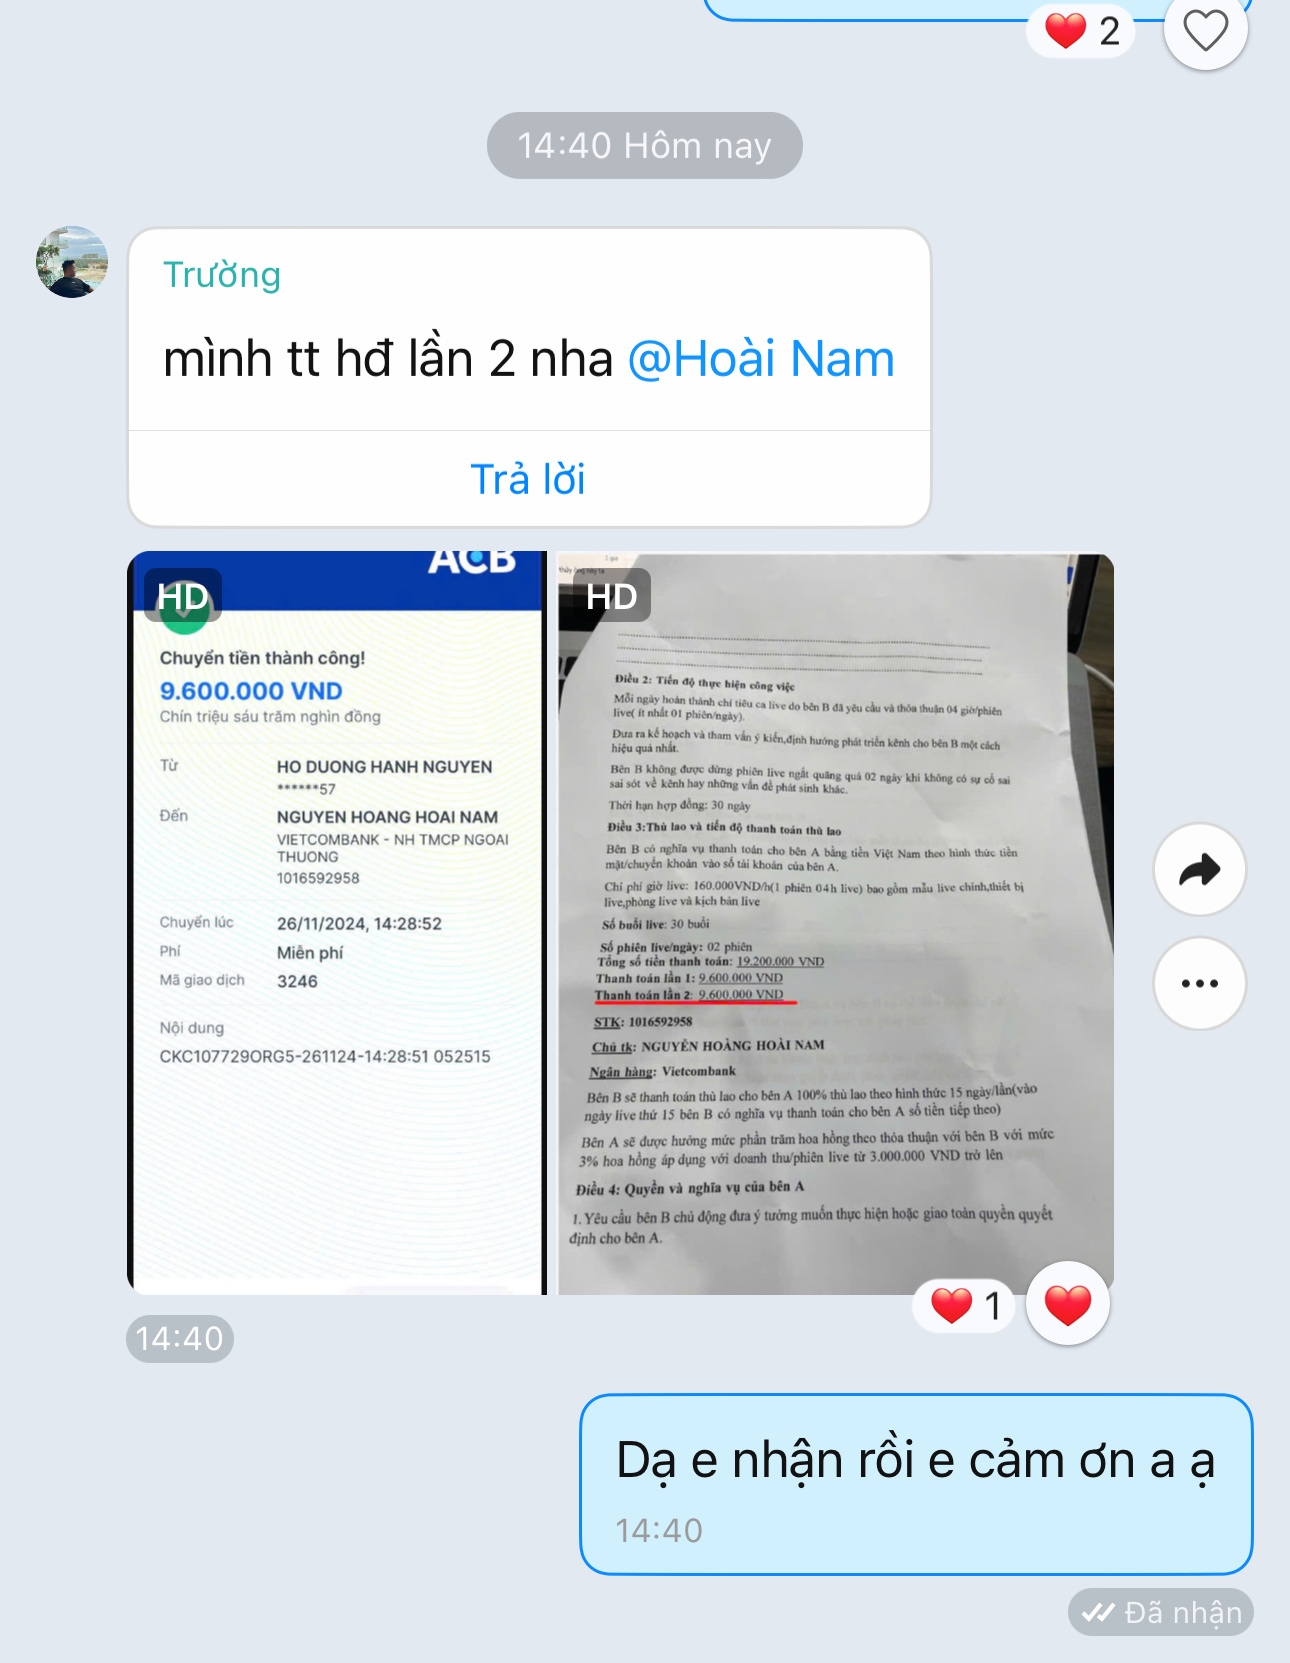 2
14:40 Hôm nay
Trường
mình tt hđ lần 2 nha @Hoài Nam
Trả lời
HD
ACB
Chuyển tiền thành công!
9.600.000 VND
Chín triệu sáu trăm nghìn đồng
Từ
HO DUONG HANH NGUYEN
******57
Đến
NGUYEN HOANG HOAI NAM
VIETCOMBANK - NH TMCP NGOAI
THUONG
1016592958
Chuyển lúc
26/11/2024, 14:28:52
Phí
Miễn phí
Mã giao dịch
3246
Nội dung
CKC107729ORG5-261124-14:28:51 052515
HD
Điều 2: Tiến độ thực hiện công việc
Mỗi ngày hoàn thành chỉ tiêu ca live do bên B đã yêu cầu và thỏa thuận 04 giờ/phiên
live( ít nhất 01 phiên/ngày).
Đưa ra kế hoạch và tham vấn ý kiến,định hướng phát triển kênh cho bên B một cách
hiệu quả nhất.
Bên B không được dừng phiên live ngắt quãng quá 02 ngày khi không có sự cố sai
sai sót về kênh hay những vấn đề phát sinh khác.
Thời hạn hợp đồng: 30 ngày
Điều 3:Thù lao và tiến độ thanh toán thù lao
Bên B có nghĩa vụ thanh toán cho bên A bằng tiền Việt Nam theo hình thức tiền
mặt/chuyển khoản vào số tài khoản của bên A.
Chi phí giờ live: 160.000VND/h(1 phiên 04h live) bao gồm mẫu live chính,thiết bị
live,phòng live và kịch bản live
Số buổi live: 30 buổi
Số phiên live/ngày: 02 phiên
Tổng số tiền thanh toán: 19.200.000 VND
Thanh toán lần 1: 9.600.000 VND
Thanh toán lần 2: 9.600.000 VND
STK: 1016592958
Chủ tk: NGUYỄN HOÀNG HOÀI NAM
Ngân hàng: Vietcombank
Bên B sẽ thanh toán thù lao cho bên A 100% thù lao theo hình thức 15 ngày/lần(vào
ngày live thứ 15 bên B có nghĩa vụ thanh toán cho bên A số tiền tiếp theo)
Bên A sẽ được hưởng mức phần trăm hoa hồng theo thỏa thuận với bên B với mức
3% hoa hồng áp dụng với doanh thu/phiên live từ 3.000.000 VND trở lên
Điều 4: Quyền và nghĩa vụ của bên A
1. Yêu cầu bên B chủ động đưa ý tưởng muốn thực hiện hoặc giao toàn quyền quyết
định cho bên A.
1
14:40
Dạ e nhận rồi e cảm ơn a ạ
14:40
Đã nhận